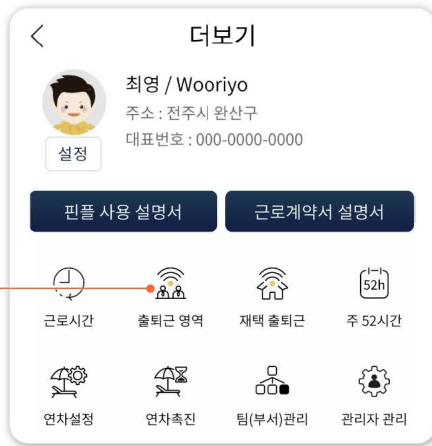 더보기
최영 / Wooriyo
주소 : 전주시 완산구
대표번호 : 000-0000-0000
설정
핀플 사용 설명서 근로계약서 설명서
52h
근로시간 출퇴근 영역 재택 출퇴근 주 52시간
연차설정 연차촉진 팀(부서)관리 관리자 관리